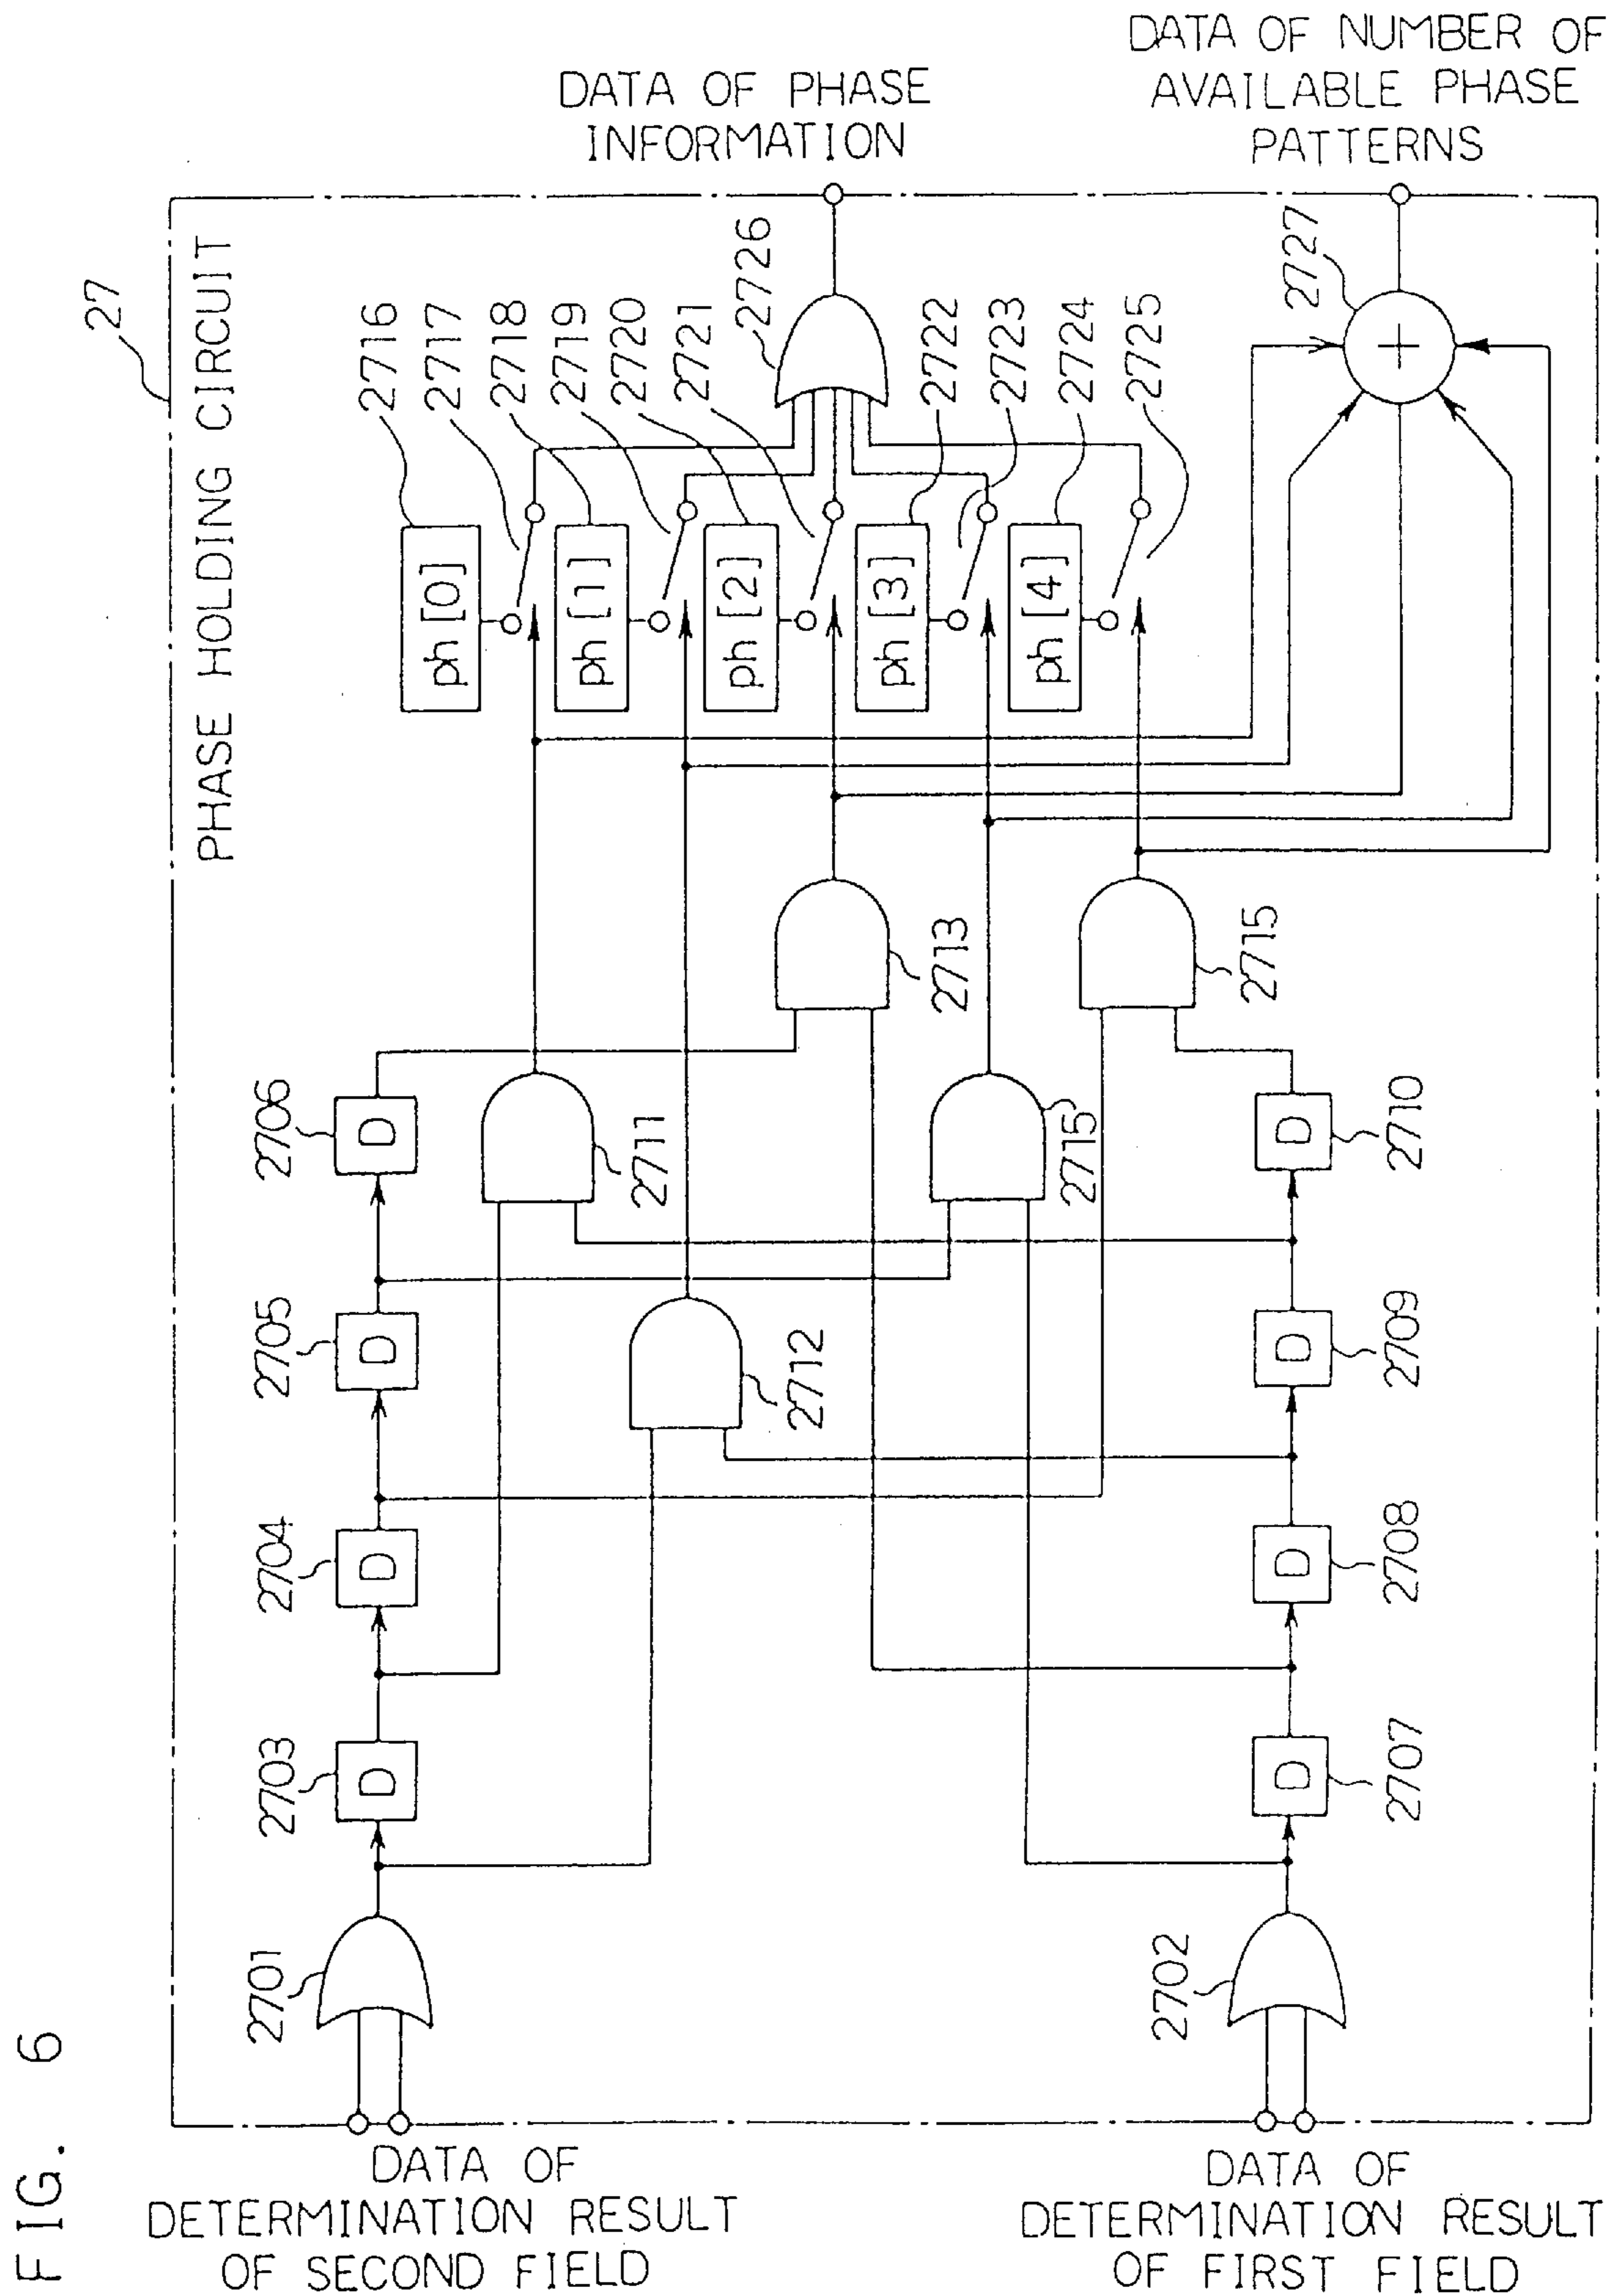 FIG. 6
27
PHASE HOLDING CIRCUIT
DATA OF
DETERMINATION RESULT
OF SECOND FIELD
2701
2703
D
2704
D
2705
D
2706
D
2711
2712
2713
2715
2715
DATA OF
DETERMINATION RESULT
OF FIRST FIELD
2702
2707
D
2708
D
2709
D
2710
D
ph [0]
ph [1]
ph [2]
ph [3]
ph [4]
2716
2717
2718
2719
2720
2721
2726
2722
2723
2724
2725
2727
+
DATA OF PHASE
INFORMATION
DATA OF NUMBER OF
AVAILABLE PHASE
PATTERNS